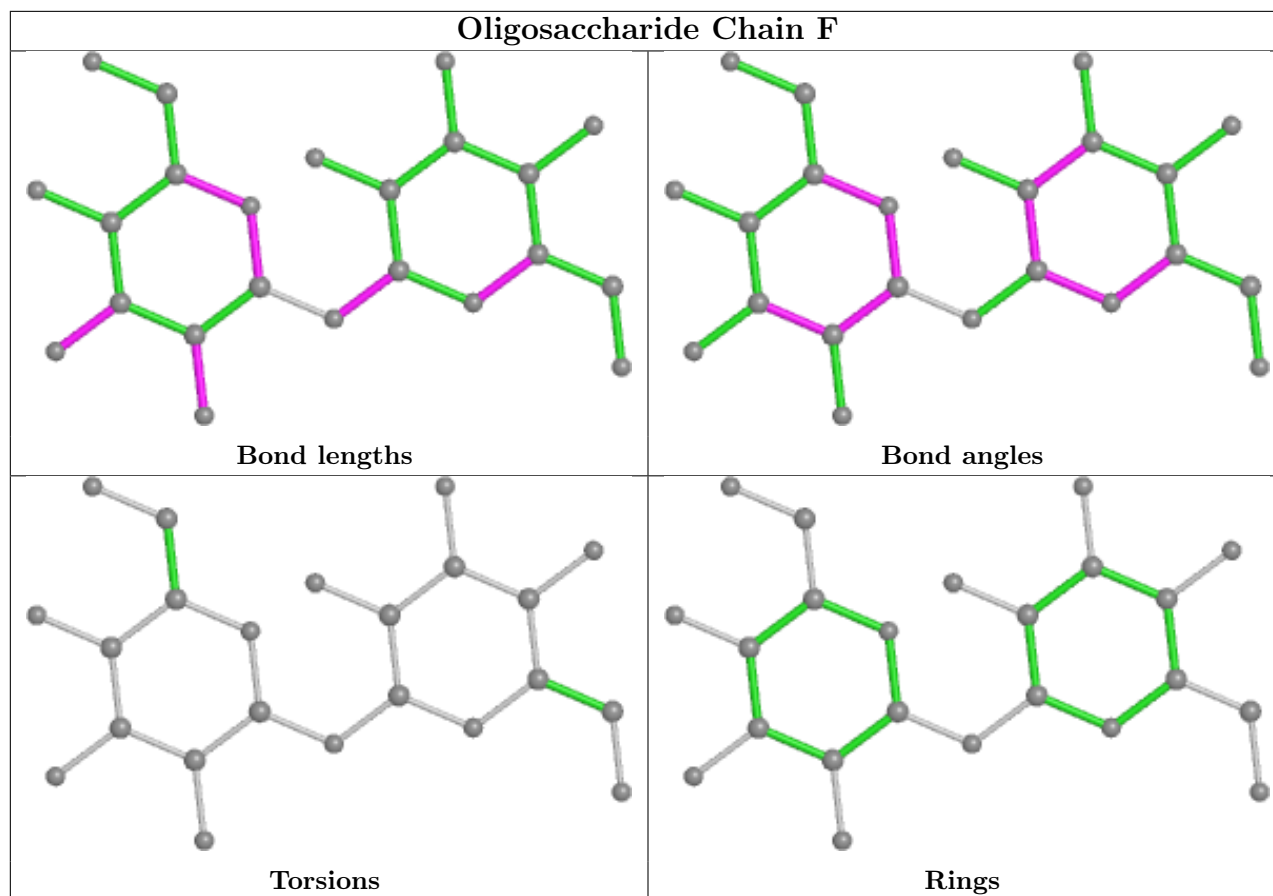 Oligosaccharide Chain F
Bond lengths
Bond angles
Torsions
Rings